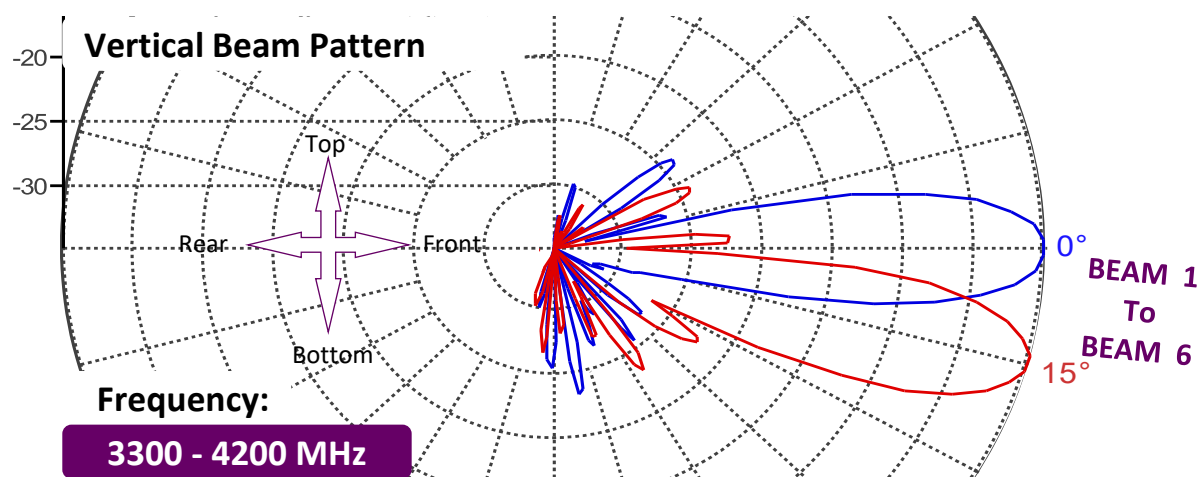 Vertical Beam Pattern
-20
-25
-30
Top
Rear
Front
Bottom
0°
BEAM 1
To
BEAM 6
15°
Frequency:
3300 - 4200 MHz